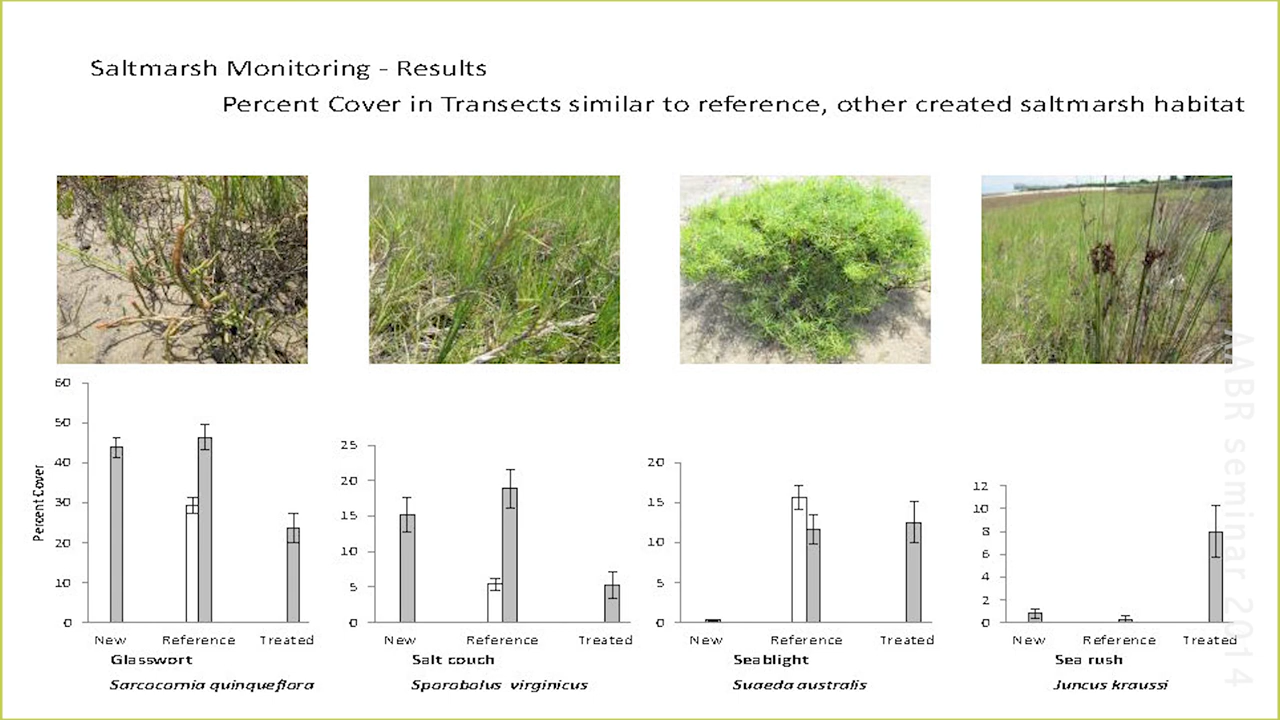 Saltmarsh Monitoring - Results
Percent Cover in Transects similar to reference, other created saltmarsh habitat
Percent Cover
60
50
40
30
20
10
0
New Reference Treated
Glasswort
Sarcocornia quinqueflora
25
20
15
10
5
0
New Reference Treated
Salt couch
Sporobolus virginicus
20
15
10
5
0
New Reference Treated
Seablight
Suaeda australis
12
10
8
6
4
2
0
New Reference Treated
Sea rush
Juncus kraussi
AABR seminar 2014